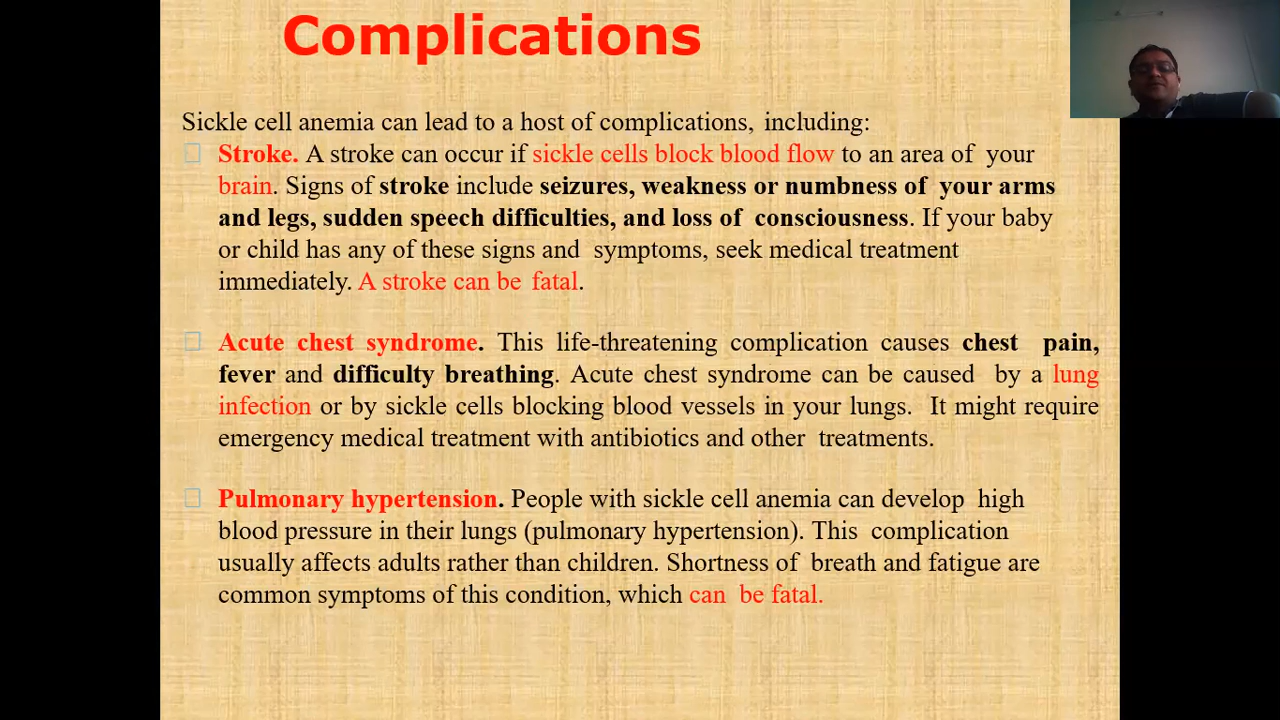 Complications
Sickle cell anemia can lead to a host of complications, including:
Stroke. A stroke can occur if sickle cells block blood flow to an area of your
brain. Signs of stroke include seizures, weakness or numbness of your arms
and legs, sudden speech difficulties, and loss of consciousness. If your baby
or child has any of these signs and symptoms, seek medical treatment
immediately. A stroke can be fatal.
Acute chest syndrome. This life-threatening complication causes chest pain,
fever and difficulty breathing. Acute chest syndrome can be caused by a lung
infection or by sickle cells blocking blood vessels in your lungs. It might require
emergency medical treatment with antibiotics and other treatments.
Pulmonary hypertension. People with sickle cell anemia can develop high
blood pressure in their lungs (pulmonary hypertension). This complication
usually affects adults rather than children. Shortness of breath and fatigue are
common symptoms of this condition, which can be fatal.